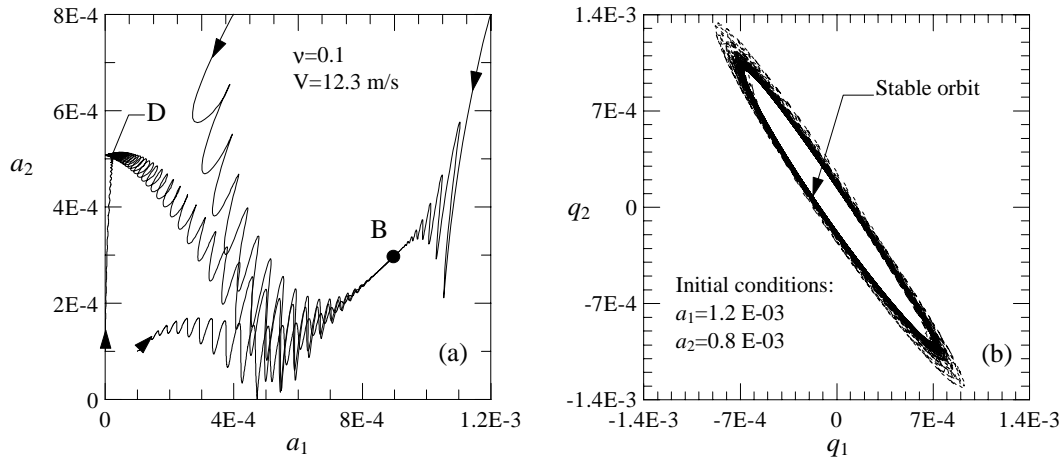 8E-4
6E-4
4E-4
2E-4
0
a₂
ν=0.1
V=12.3 m/s
D
B
(a)
0
4E-4
8E-4
1.2E-3
a₁
1.4E-3
7E-4
0
-7E-4
-1.4E-3
q₂
Stable orbit
Initial conditions:
a₁=1.2 E-03
a₂=0.8 E-03
(b)
-1.4E-3
-7E-4
0
7E-4
1.4E-3
q₁